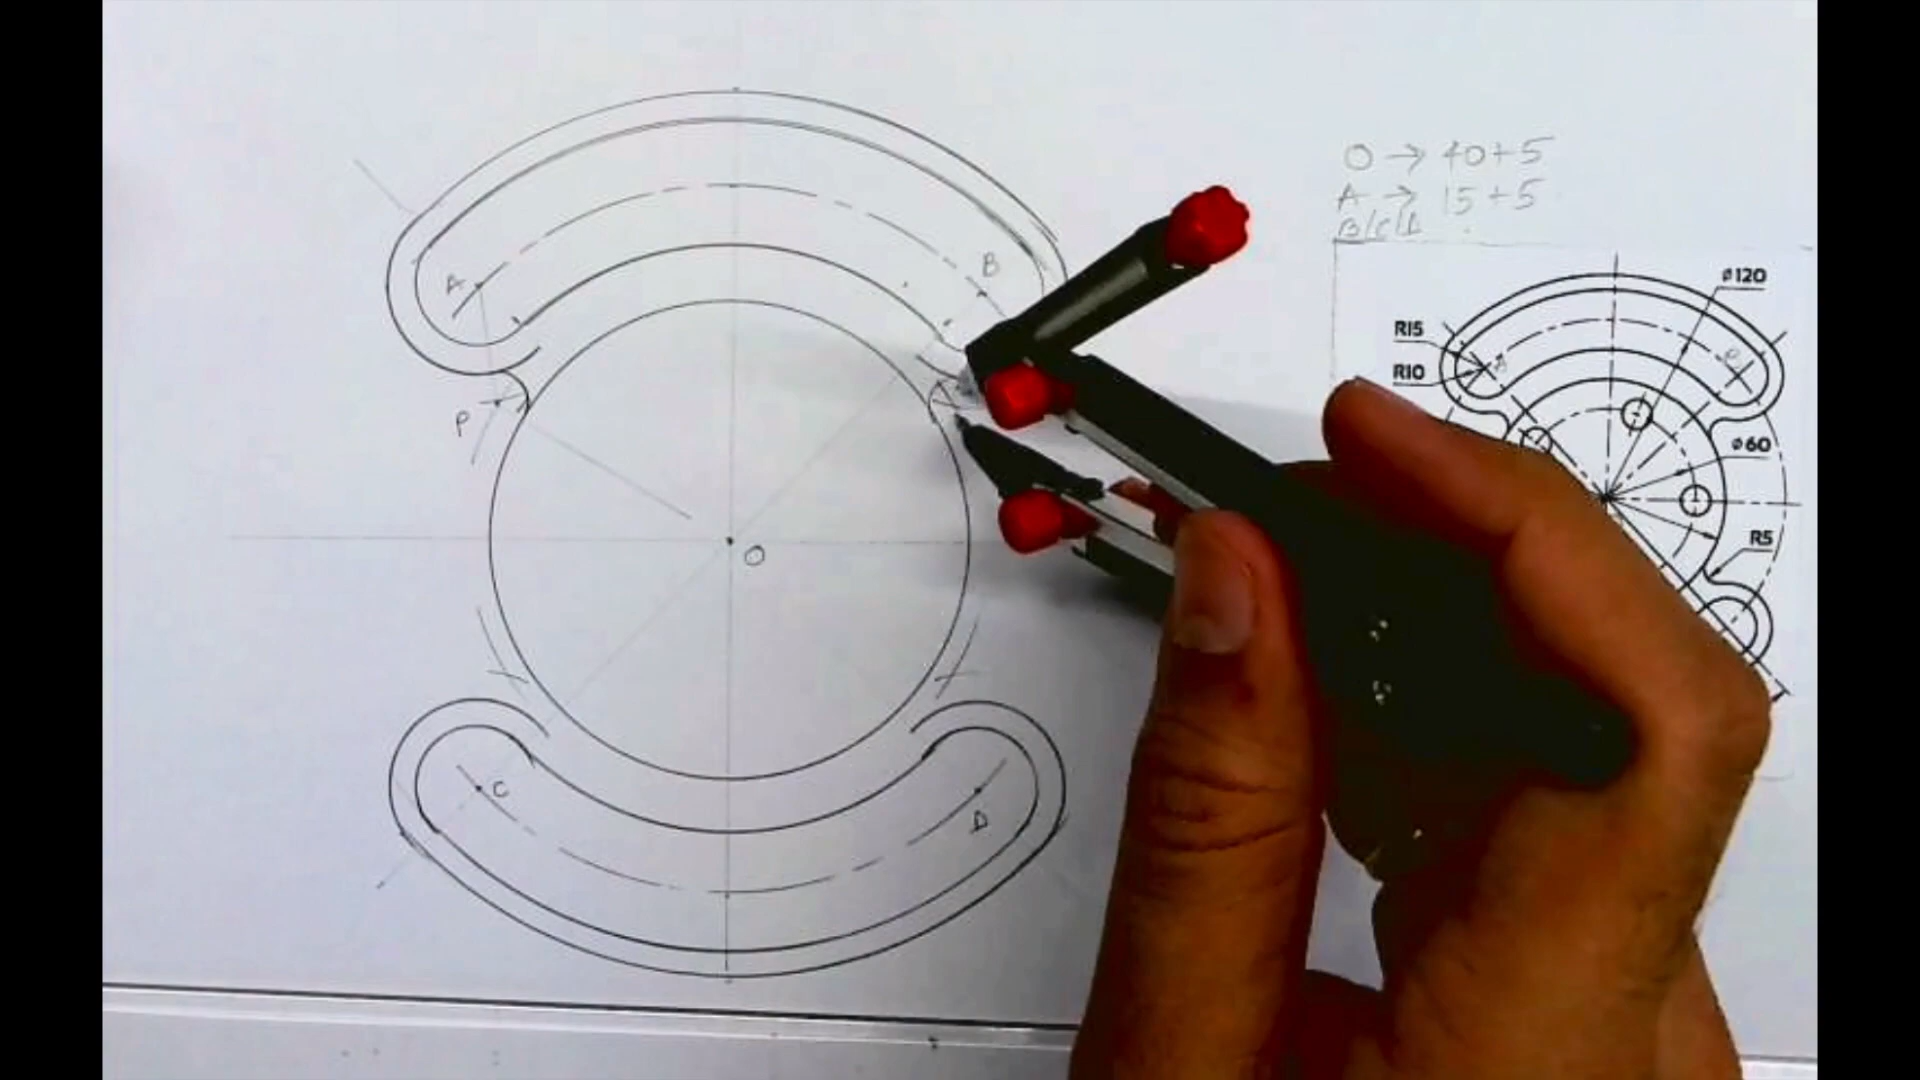 O → 40+5
A → 15+5
B/C/D
ø120
R15
R10
ø60
R5
A
B
P
O
C
D